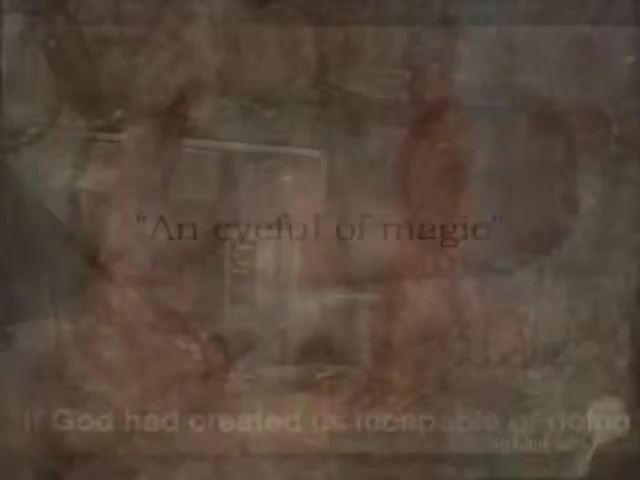 "An eyeful of magic"
If God had created us incapable of doing